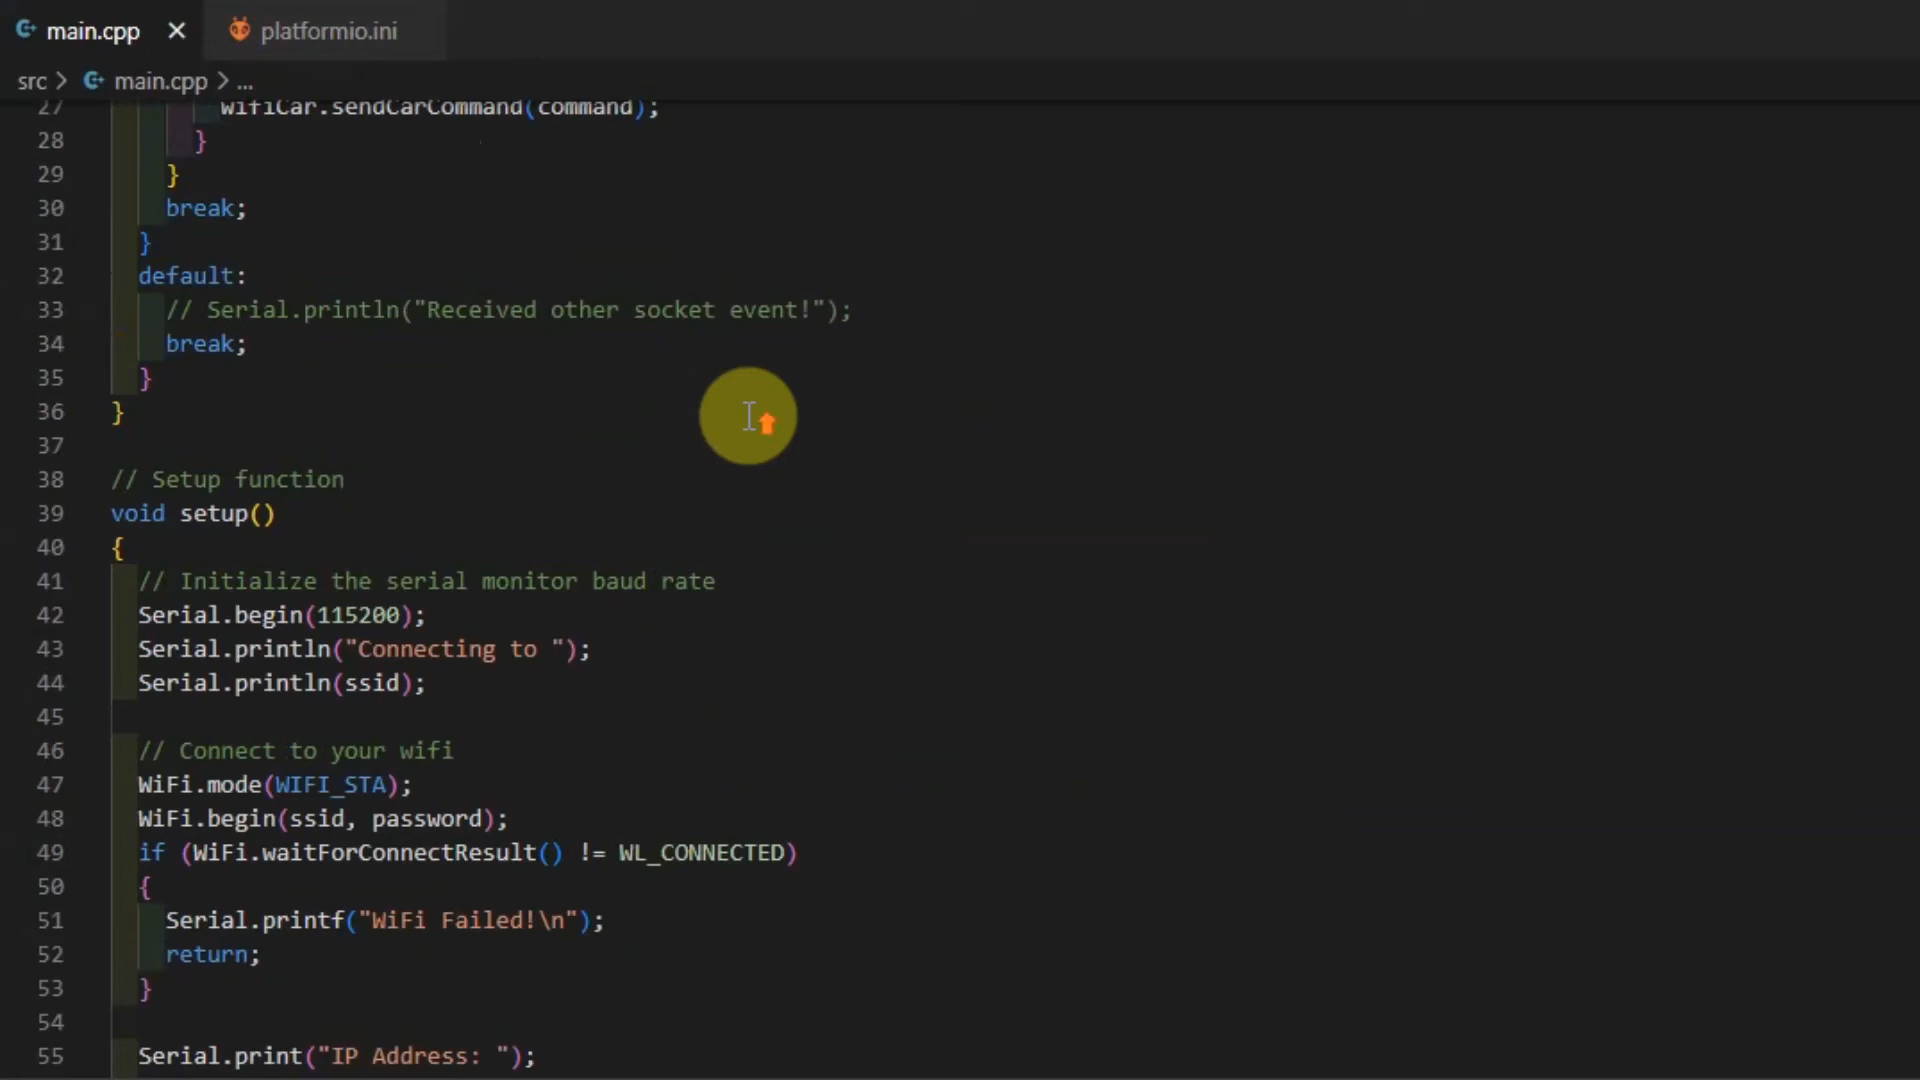 main.cpp
platformio.ini
src > main.cpp > ...
27 wifiCar.sendCarCommand(command);
28 }
29 }
30 break;
31 }
32 default:
33 // Serial.println("Received other socket event!");
34 break;
35 }
36 }
37
38 // Setup function
39 void setup()
40 {
41 // Initialize the serial monitor baud rate
42 Serial.begin(115200);
43 Serial.println("Connecting to ");
44 Serial.println(ssid);
45
46 // Connect to your wifi
47 WiFi.mode(WIFI_STA);
48 WiFi.begin(ssid, password);
49 if (WiFi.waitForConnectResult() != WL_CONNECTED)
50 {
51 Serial.printf("WiFi Failed!\n");
52 return;
53 }
54
55 Serial.print("IP Address: ");